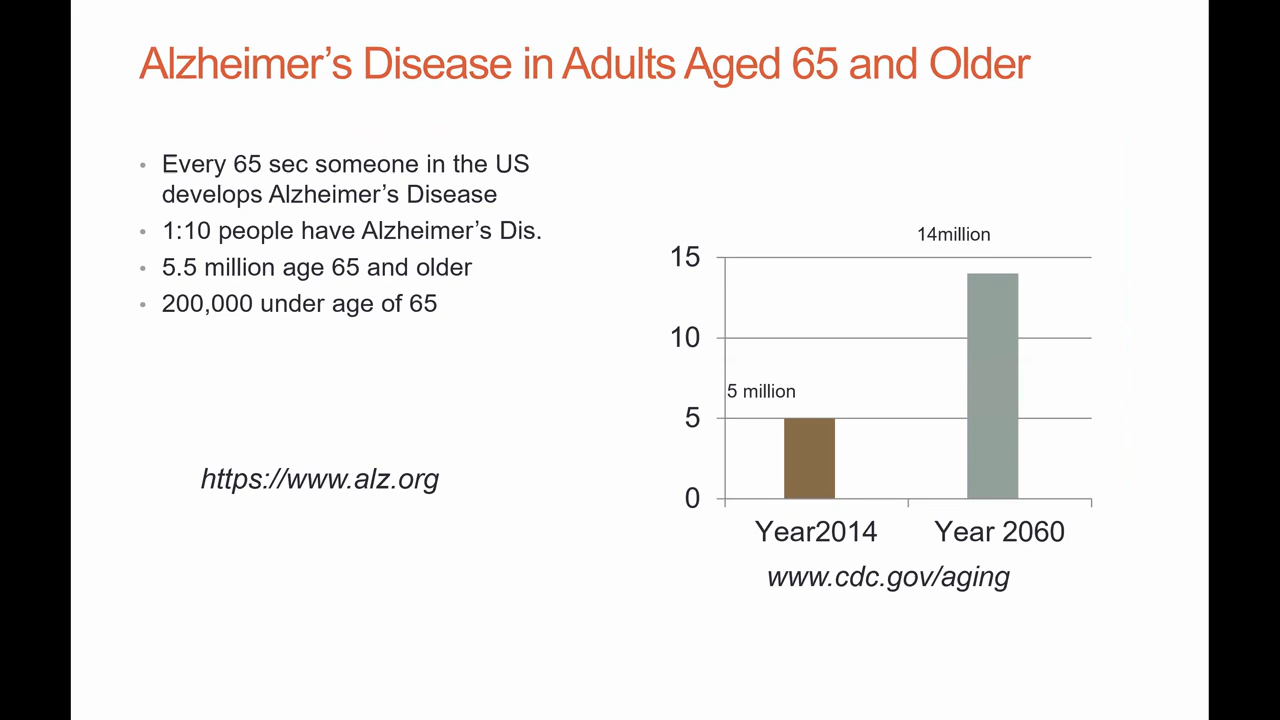 Alzheimer’s Disease in Adults Aged 65 and Older
• Every 65 sec someone in the US
develops Alzheimer’s Disease
• 1:10 people have Alzheimer’s Dis.
• 5.5 million age 65 and older
• 200,000 under age of 65
https://www.alz.org
14million
15
10
5 million
5
0
Year2014 Year 2060
www.cdc.gov/aging